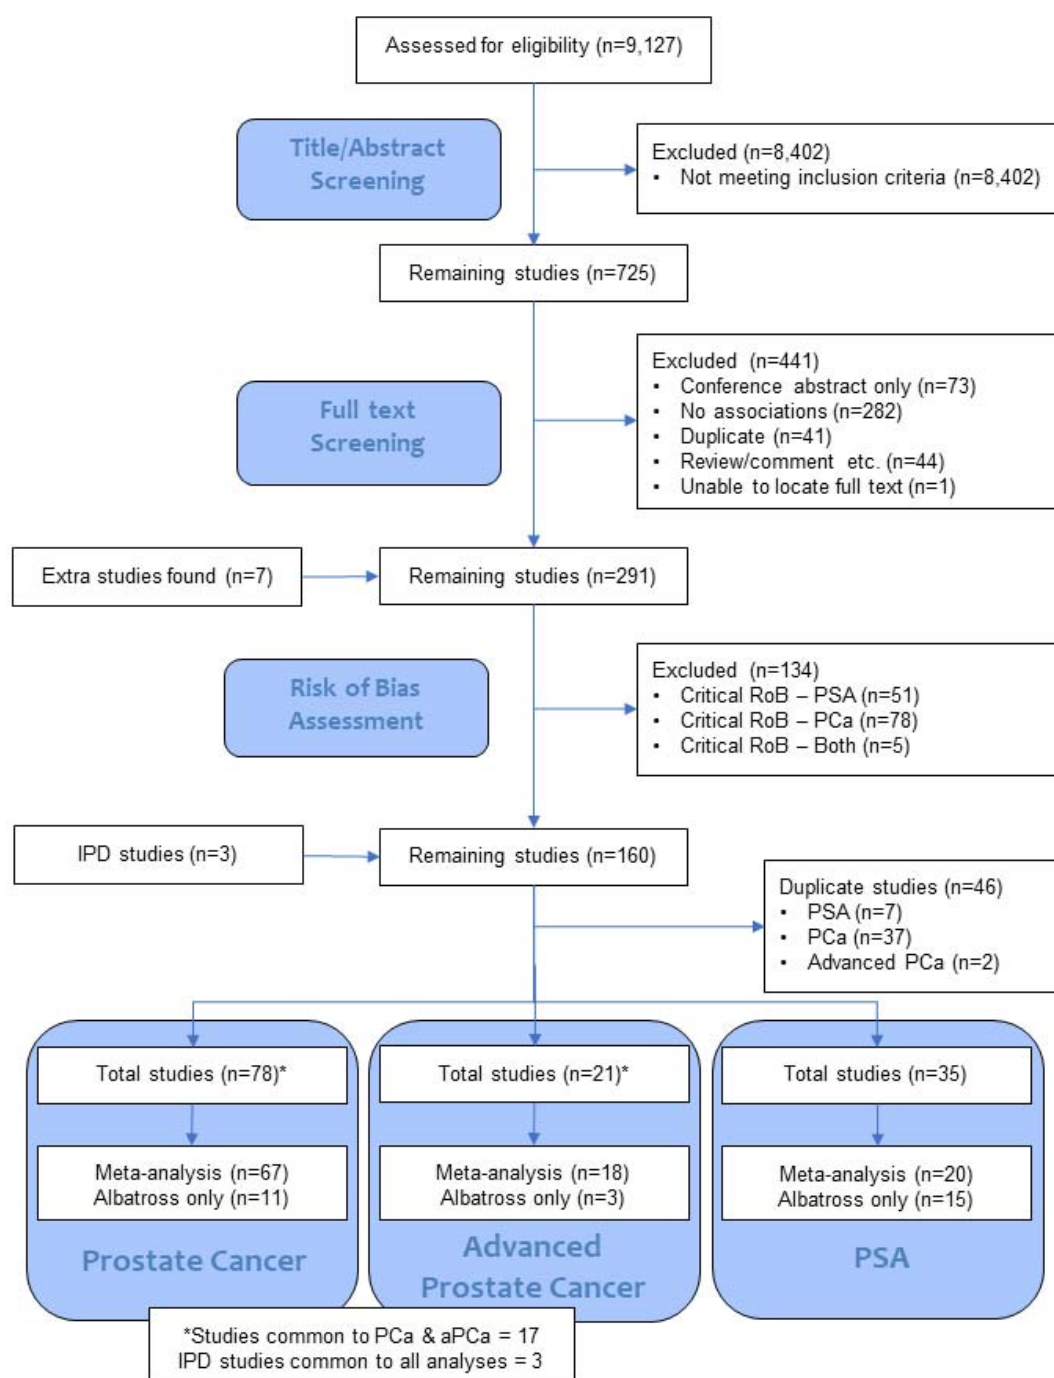 Assessed for eligibility (n=9,127)
Title/Abstract
Screening
Excluded (n=8,402)
▪ Not meeting inclusion criteria (n=8,402)
Remaining studies (n=725)
Full text
Screening
Excluded (n=441)
▪ Conference abstract only (n=73)
▪ No associations (n=282)
▪ Duplicate (n=41)
▪ Review/comment etc. (n=44)
▪ Unable to locate full text (n=1)
Extra studies found (n=7)
Remaining studies (n=291)
Risk of Bias
Assessment
Excluded (n=134)
▪ Critical RoB – PSA (n=51)
▪ Critical RoB – PCa (n=78)
▪ Critical RoB – Both (n=5)
IPD studies (n=3)
Remaining studies (n=160)
Duplicate studies (n=46)
▪ PSA (n=7)
▪ PCa (n=37)
▪ Advanced PCa (n=2)
Total studies (n=78)*
Meta-analysis (n=67)
Albatross only (n=11)
Prostate Cancer
Total studies (n=21)*
Meta-analysis (n=18)
Albatross only (n=3)
Advanced
Prostate Cancer
Total studies (n=35)
Meta-analysis (n=20)
Albatross only (n=15)
PSA
*Studies common to PCa & aPCa = 17
IPD studies common to all analyses = 3